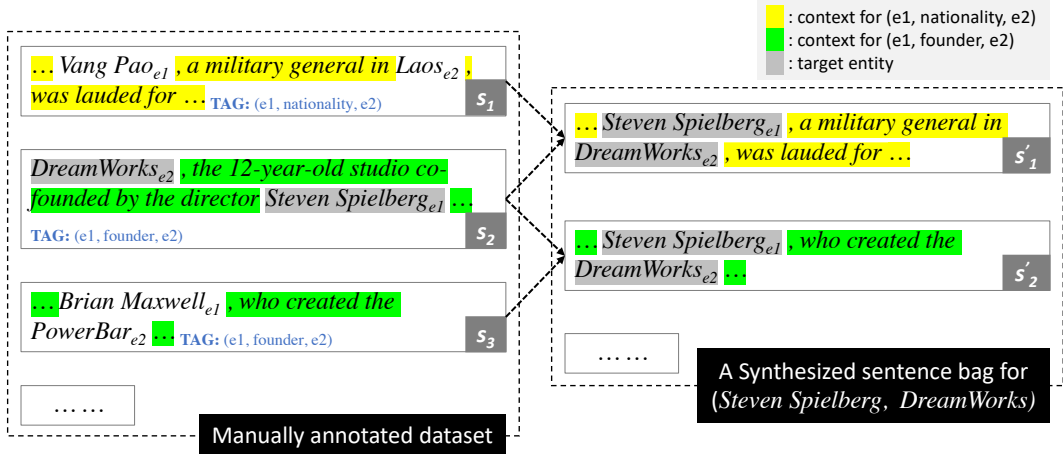 : context for (e1, nationality, e2)
: context for (e1, founder, e2)
: target entity
… Vang Pao e1 , a military general in Laos e2 ,
was lauded for … TAG: (e1, nationality, e2)
s1
DreamWorks e2 , the 12-year-old studio co-
founded by the director Steven Spielberg e1 …
TAG: (e1, founder, e2)
s2
… Brian Maxwell e1 , who created the
PowerBar e2 … TAG: (e1, founder, e2)
s3
… …
Manually annotated dataset
… Steven Spielberg e1 , a military general in
DreamWorks e2 , was lauded for …
s'1
… Steven Spielberg e1 , who created the
DreamWorks e2 …
s'2
… …
A Synthesized sentence bag for
(Steven Spielberg, DreamWorks)